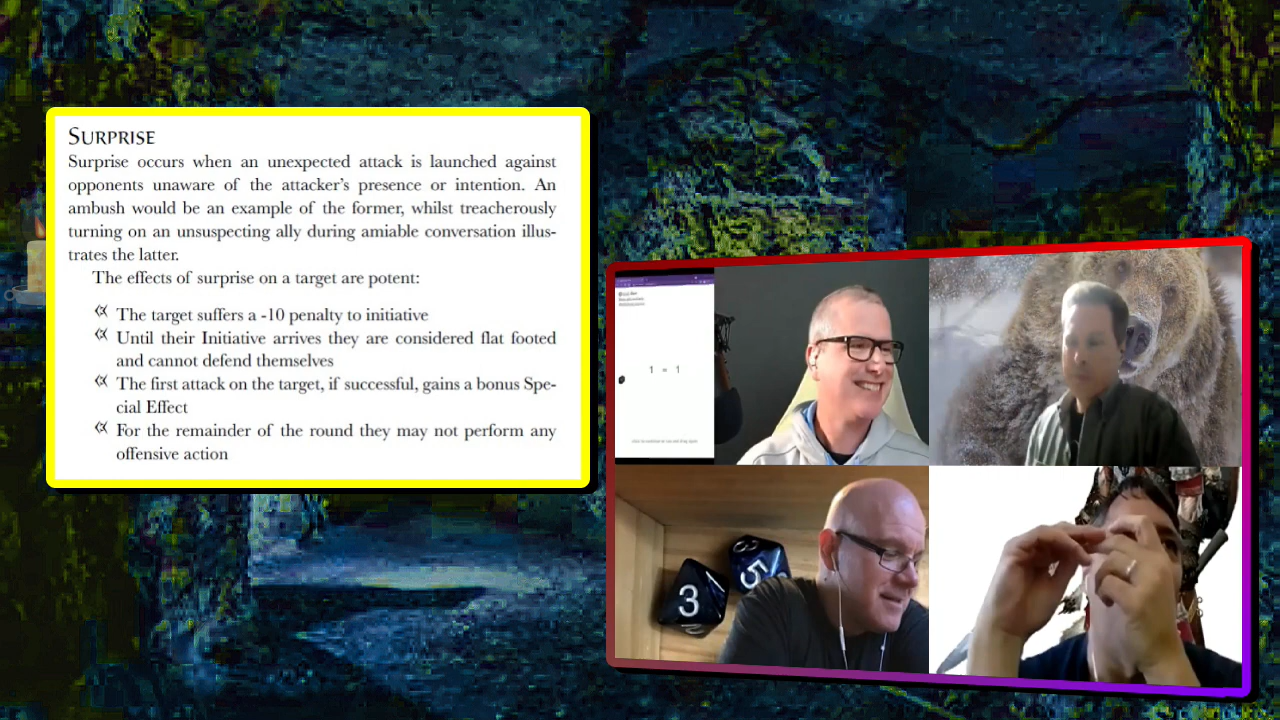 SURPRISE
Surprise occurs when an unexpected attack is launched against
opponents unaware of the attacker's presence or intention. An
ambush would be an example of the former, whilst treacherously
turning on an unsuspecting ally during amiable conversation illus-
trates the latter.
The effects of surprise on a target are potent:
The target suffers a -10 penalty to initiative
Until their Initiative arrives they are considered flat footed
and cannot defend themselves
The first attack on the target, if successful, gains a bonus Spe-
cial Effect
For the remainder of the round they may not perform any
offensive action
1 = 1
3
5